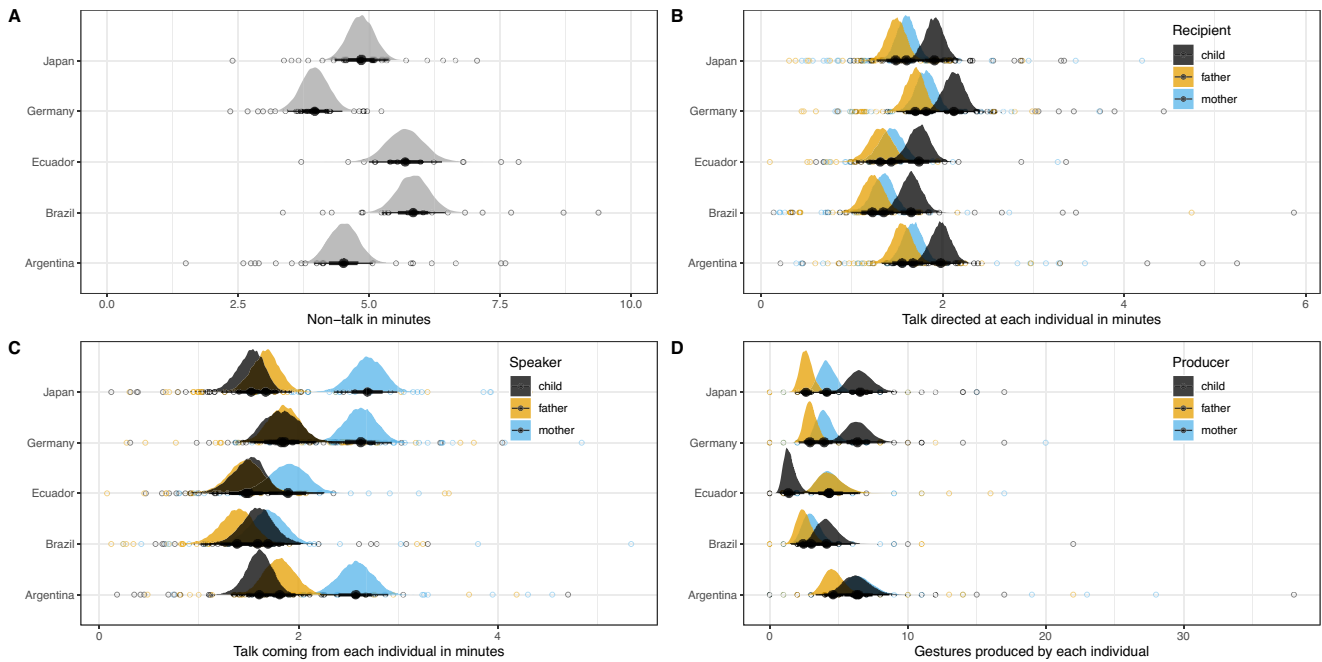 A
Japan
Germany
Ecuador
Brazil
Argentina
0.0 2.5 5.0 7.5 10.0
Non−talk in minutes
B
Recipient
child
father
mother
Japan
Germany
Ecuador
Brazil
Argentina
0 2 4 6
Talk directed at each individual in minutes
C
Speaker
child
father
mother
Japan
Germany
Ecuador
Brazil
Argentina
0 2 4
Talk coming from each individual in minutes
D
Producer
child
father
mother
Japan
Germany
Ecuador
Brazil
Argentina
0 10 20 30
Gestures produced by each individual